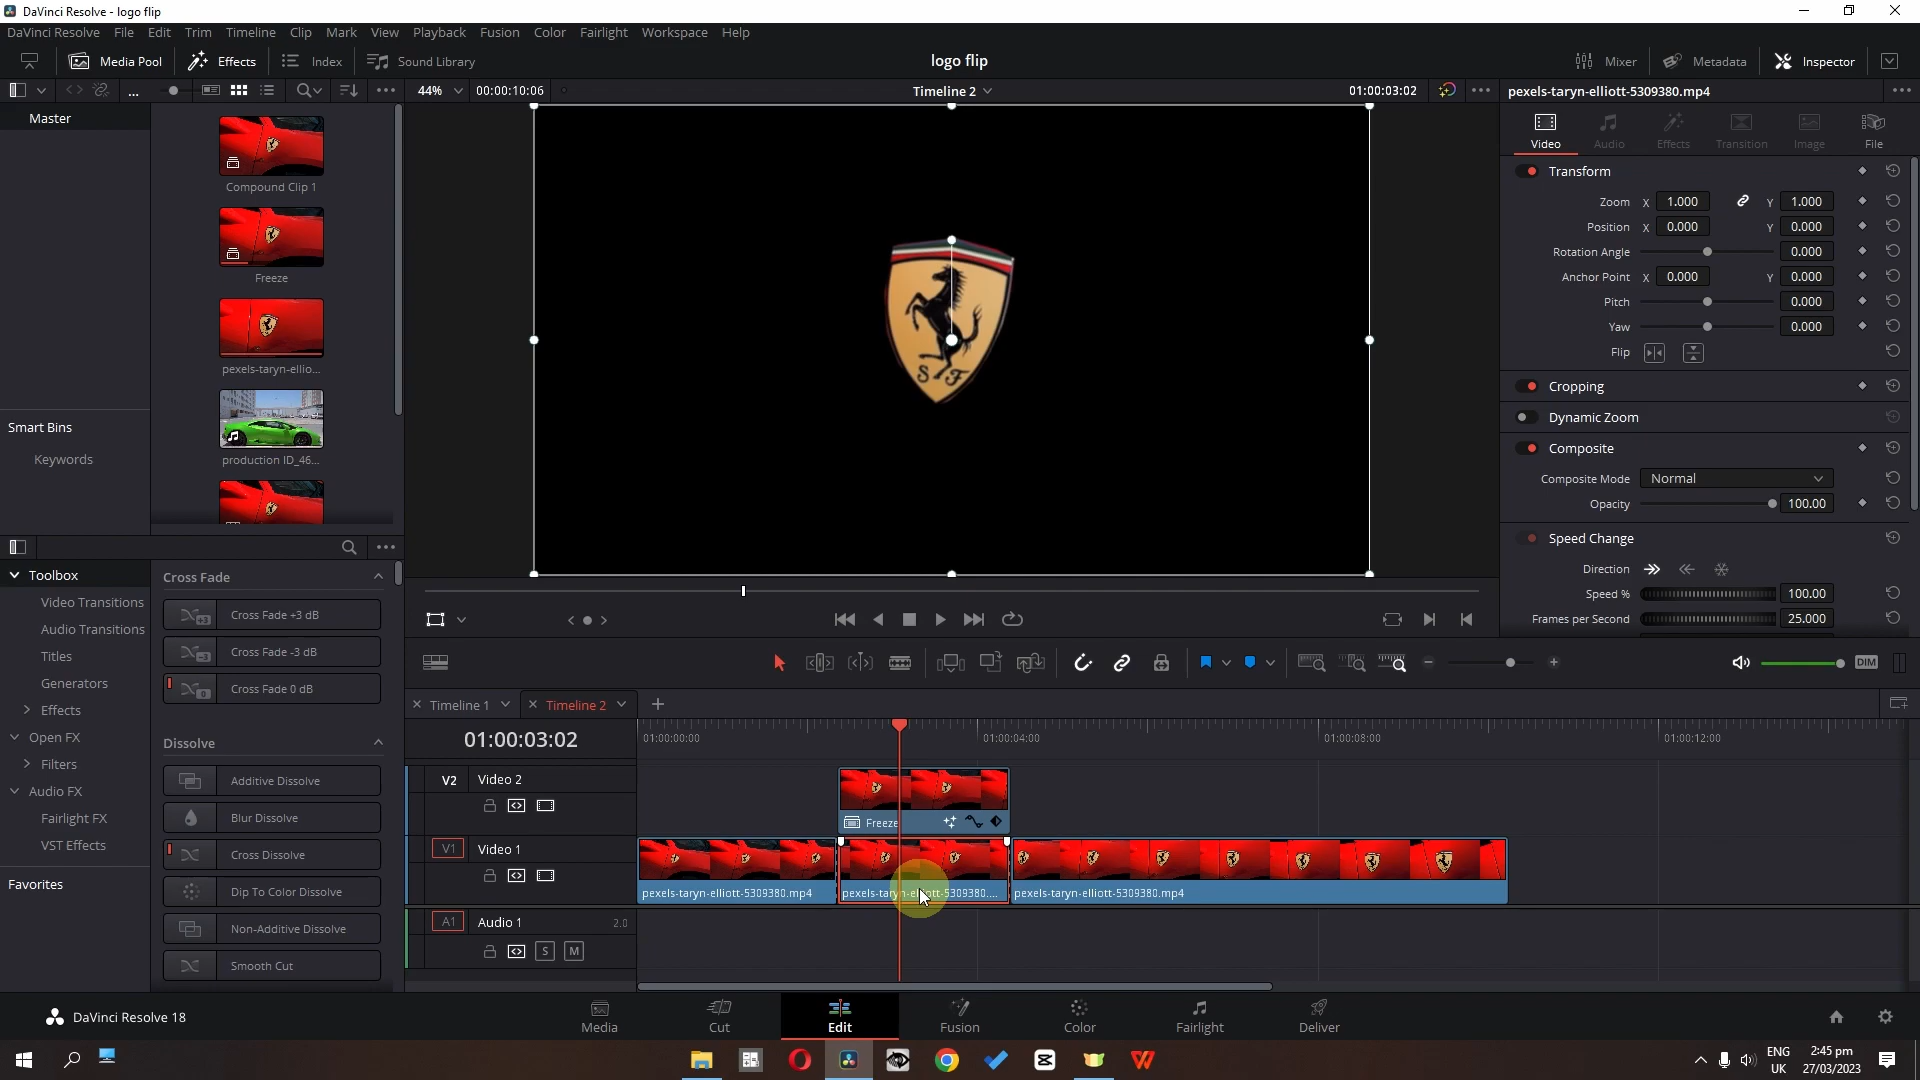 DaVinci Resolve - logo flip
DaVinci Resolve File Edit Trim Timeline Clip Mark View Playback Fusion Color Fairlight Workspace Help
Media Pool Effects Index Sound Library logo flip Mixer Metadata Inspector
44% 00:00:10:06 Timeline 2 01:00:03:02 pexels-taryn-elliott-5309380.mp4
Master
Compound Clip 1
Freeze
pexels-taryn-ellio...
production ID_46...
Smart Bins
Keywords
S F
Video Audio Effects Transition Image File
Transform
Zoom X 1.000 Y 1.000
Position X 0.000 Y 0.000
Rotation Angle 0.000
Anchor Point X 0.000 Y 0.000
Pitch 0.000
Yaw 0.000
Flip
Cropping
Dynamic Zoom
Composite
Composite Mode Normal
Opacity 100.00
Speed Change
Direction
Speed % 100.00
Frames per Second 25.000
Toolbox
Video Transitions
Audio Transitions
Titles
Generators
Effects
Open FX
Filters
Audio FX
Fairlight FX
VST Effects
Favorites
Cross Fade
+3 Cross Fade +3 dB
-3 Cross Fade -3 dB
0 Cross Fade 0 dB
Dissolve
Additive Dissolve
Blur Dissolve
Cross Dissolve
Dip To Color Dissolve
Non-Additive Dissolve
Smooth Cut
DIM
Timeline 1 Timeline 2
01:00:03:02 01:00:00:00 01:00:04:00 01:00:08:00 01:00:12:00
V2 Video 2
Freeze
V1 Video 1
pexels-taryn-elliott-5309380.mp4 pexels-taryn-elliott-5309380.... pexels-taryn-elliott-5309380.mp4
A1 Audio 1 2.0
S M
DaVinci Resolve 18 Media Cut Edit Fusion Color Fairlight Deliver
ENG
UK
2:45 pm
27/03/2023